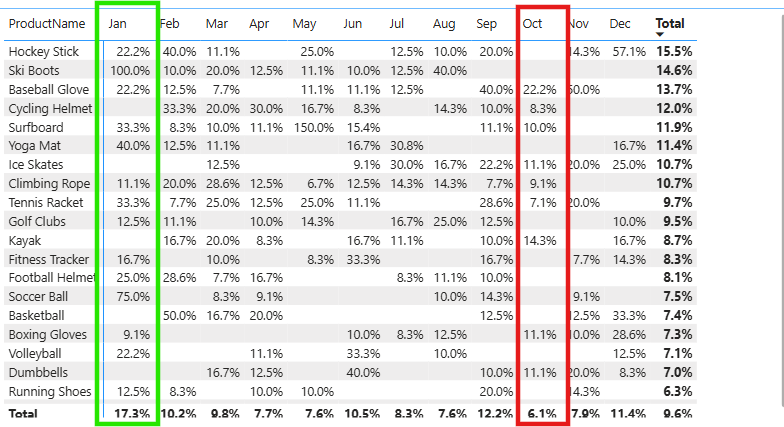 ProductName Jan Feb Mar Apr May Jun Jul Aug Sep Oct Nov Dec Total
Hockey Stick 22.2% 40.0% 11.1% 25.0% 12.5% 10.0% 20.0% 14.3% 57.1% 15.5%
Ski Boots 100.0% 10.0% 20.0% 12.5% 11.1% 10.0% 12.5% 40.0% 14.6%
Baseball Glove 22.2% 12.5% 7.7% 11.1% 11.1% 12.5% 40.0% 22.2% 50.0% 13.7%
Cycling Helmet 33.3% 20.0% 30.0% 16.7% 8.3% 14.3% 10.0% 8.3% 12.0%
Surfboard 33.3% 8.3% 10.0% 11.1% 150.0% 15.4% 11.1% 10.0% 11.9%
Yoga Mat 40.0% 12.5% 11.1% 16.7% 30.8% 16.7% 11.4%
Ice Skates 12.5% 9.1% 30.0% 16.7% 22.2% 11.1% 20.0% 25.0% 10.7%
Climbing Rope 11.1% 20.0% 28.6% 12.5% 6.7% 12.5% 14.3% 14.3% 7.7% 9.1% 10.7%
Tennis Racket 33.3% 7.7% 25.0% 12.5% 25.0% 11.1% 28.6% 7.1% 20.0% 9.7%
Golf Clubs 12.5% 11.1% 10.0% 14.3% 16.7% 25.0% 12.5% 10.0% 9.5%
Kayak 16.7% 20.0% 8.3% 16.7% 11.1% 10.0% 14.3% 16.7% 8.7%
Fitness Tracker 16.7% 10.0% 8.3% 33.3% 16.7% 7.7% 14.3% 8.3%
Football Helmet 25.0% 28.6% 7.7% 16.7% 8.3% 11.1% 10.0% 8.1%
Soccer Ball 75.0% 8.3% 9.1% 10.0% 14.3% 9.1% 7.5%
Basketball 50.0% 16.7% 20.0% 12.5% 12.5% 33.3% 7.4%
Boxing Gloves 9.1% 10.0% 8.3% 12.5% 11.1% 10.0% 28.6% 7.3%
Volleyball 22.2% 11.1% 33.3% 10.0% 12.5% 7.1%
Dumbbells 16.7% 12.5% 40.0% 10.0% 11.1% 20.0% 8.3% 7.0%
Running Shoes 12.5% 8.3% 10.0% 10.0% 20.0% 14.3% 6.3%
Total 17.3% 10.2% 9.8% 7.7% 7.6% 10.5% 8.3% 7.6% 12.2% 6.1% 7.9% 11.4% 9.6%